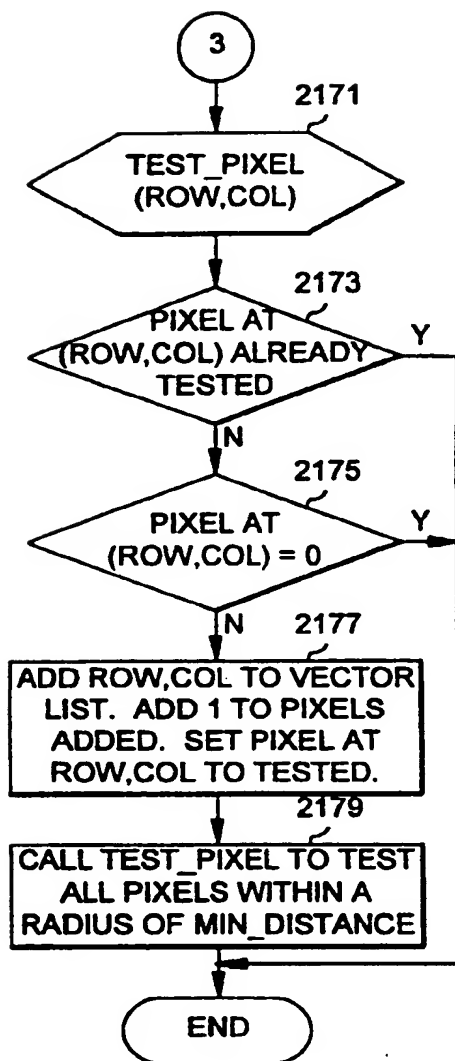 3
2171
TEST_PIXEL
(ROW,COL)
2173
PIXEL AT
(ROW,COL) ALREADY
TESTED
Y
N
2175
PIXEL AT
(ROW,COL) = 0
Y
N
2177
ADD ROW,COL TO VECTOR
LIST. ADD 1 TO PIXELS
ADDED. SET PIXEL AT
ROW,COL TO TESTED.
2179
CALL TEST_PIXEL TO TEST
ALL PIXELS WITHIN A
RADIUS OF MIN_DISTANCE
END